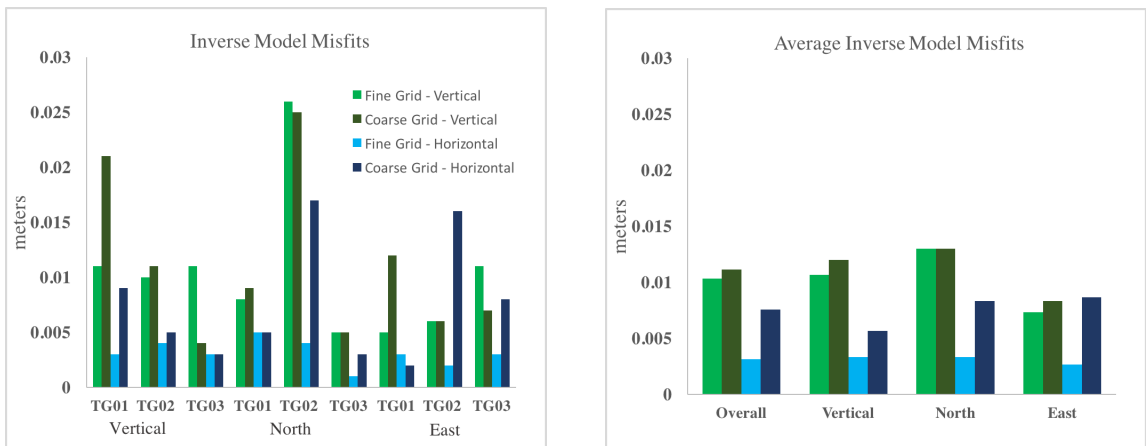 Inverse Model Misfits
0.03
0.025
0.02
0.015
0.01
0.005
0
meters
Fine Grid - Vertical
Coarse Grid - Vertical
Fine Grid - Horizontal
Coarse Grid - Horizontal
TG01 TG02 TG03 TG01 TG02 TG03 TG01 TG02 TG03
Vertical North East
Average Inverse Model Misfits
0.03
0.025
0.02
0.015
0.01
0.005
0
meters
Overall Vertical North East